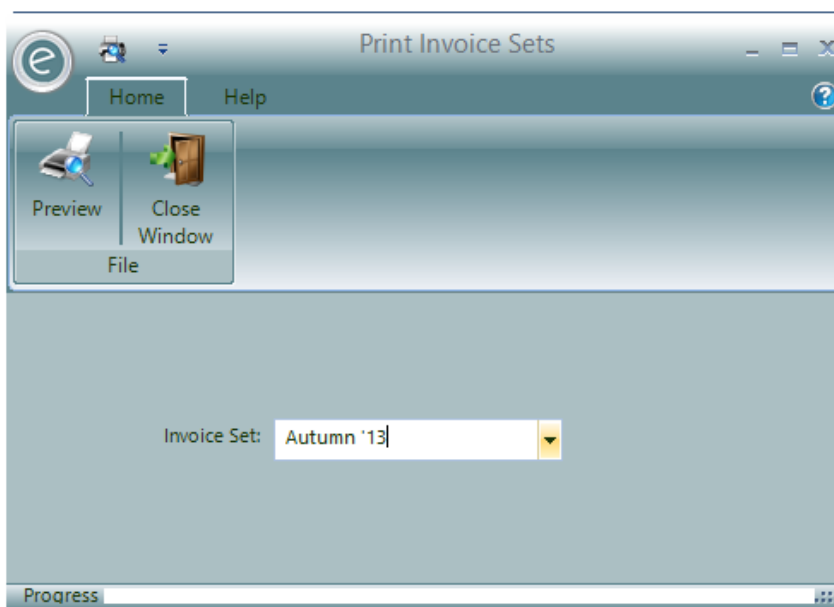 Print Invoice Sets
Home Help
Preview Close
Window
File
Invoice Set: Autumn '13
Progress